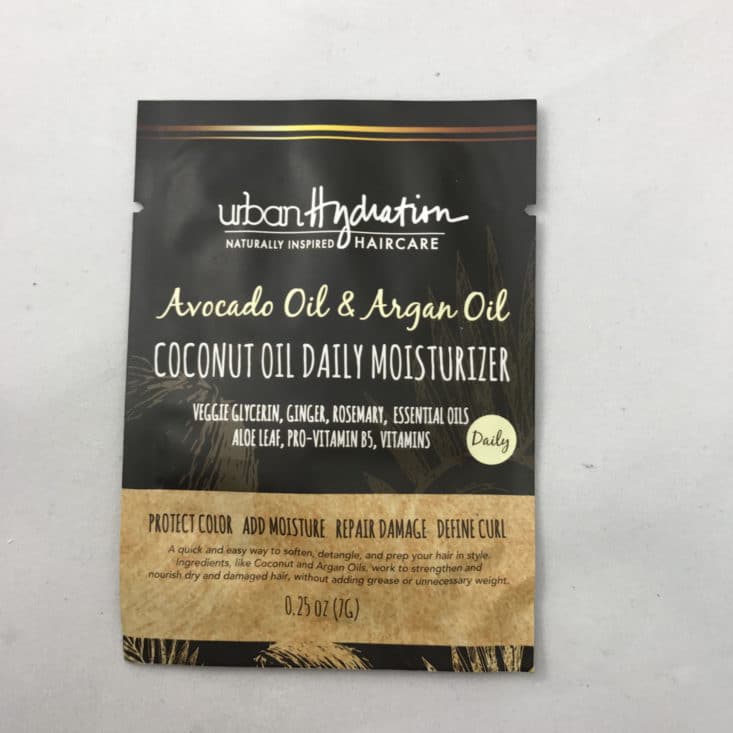 urban Hydration
NATURALLY INSPIRED HAIRCARE
Avocado Oil & Argan Oil
COCONUT OIL DAILY MOISTURIZER
VEGGIE GLYCERIN, GINGER, ROSEMARY, ESSENTIAL OILS
ALOE LEAF, PRO-VITAMIN B5, VITAMINS
Daily
PROTECT COLOR ADD MOISTURE REPAIR DAMAGE DEFINE CURL
A quick and easy way to soften, detangle, and prep your hair in style.
Ingredients, like Coconut and Argan Oils, work to strengthen and
nourish dry and damaged hair, without adding grease or unnecessary weight.
0.25 oz (7G)